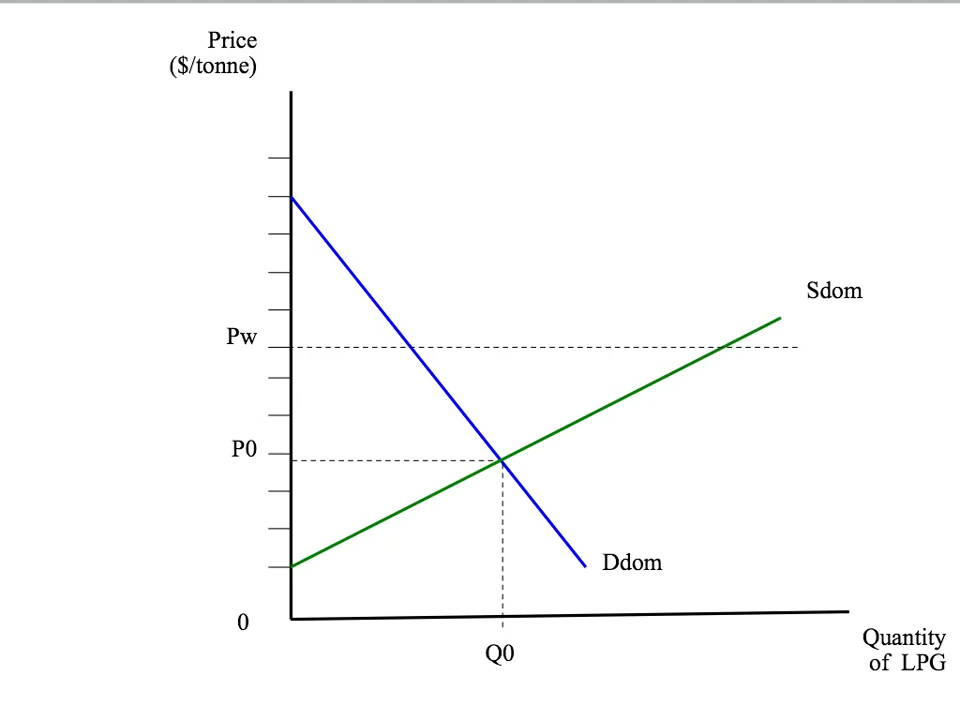 Price
($/tonne)
Sdom
Pw
P0
Ddom
0
Q0
Quantity
of LPG